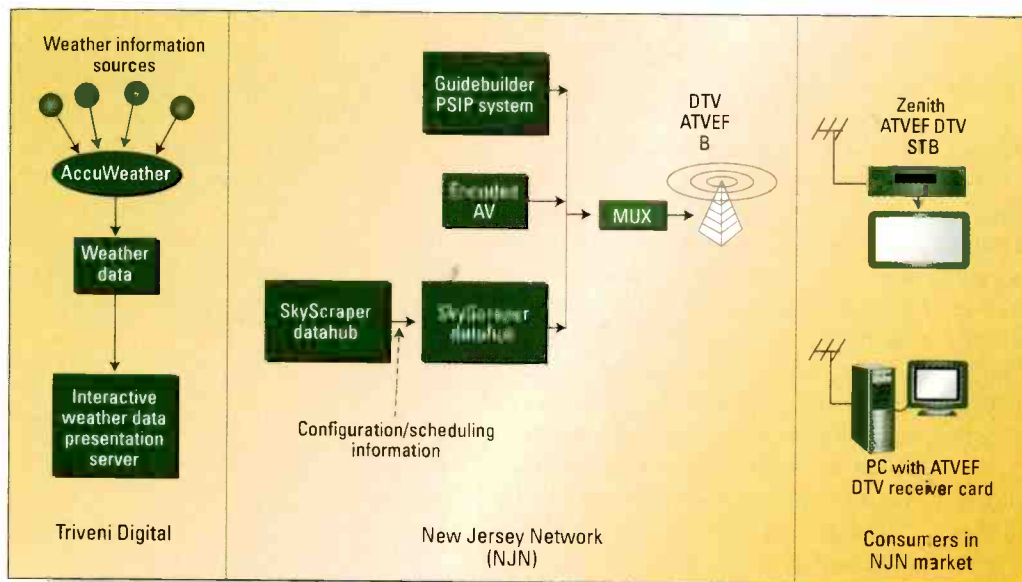 Weather information
sources
AccuWeather
Weather
data
Interactive
weather data
presentation
server
Triveni Digital
Guidebuilder
PSIP system
Encoded
AV
SkyScraper
datahub
SkyScraper
datahub
Configuration/scheduling
information
MUX
DTV
ATVEF
B
New Jersey Network
(NJN)
Zenith
ATVEF DTV
STB
PC with ATVEF
DTV receiver card
Consumers in
NJN market